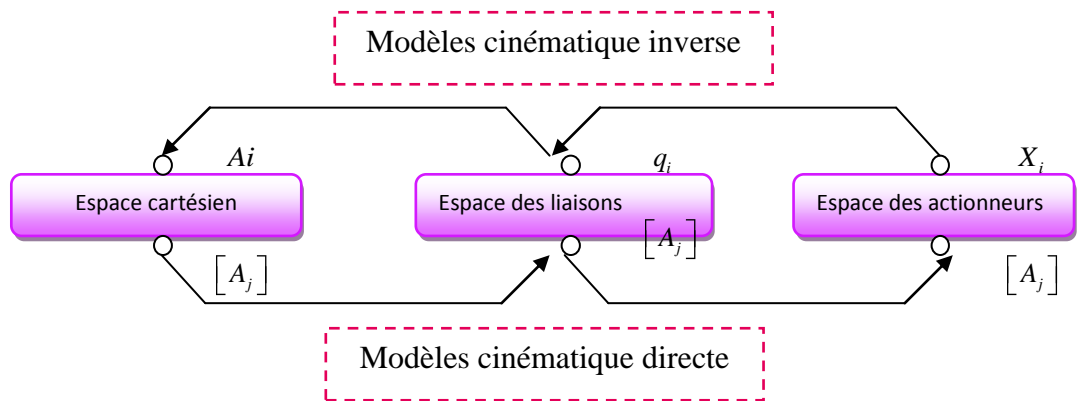 Modèles cinématique inverse
Ai
q_i
X_i
Espace cartésien
Espace des liaisons
Espace des actionneurs
[A_j]
[A_j]
[A_j]
Modèles cinématique directe